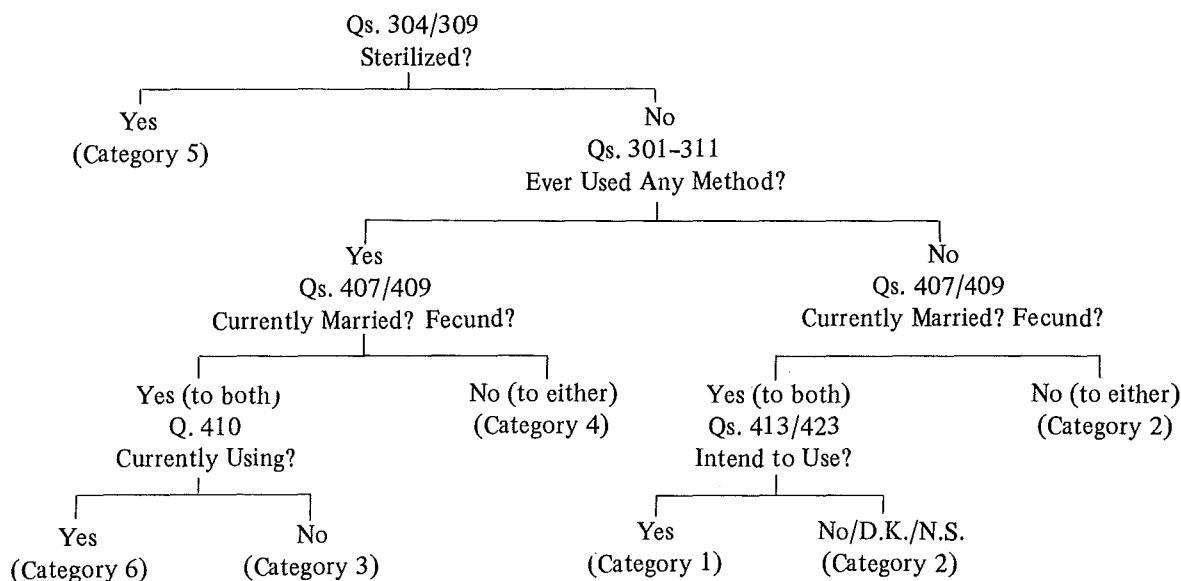 Qs. 304/309
Sterilized?
Yes
(Category 5)
No
Qs. 301-311
Ever Used Any Method?
Yes
Qs. 407/409
Currently Married? Fecund?
No
Qs. 407/409
Currently Married? Fecund?
Yes (to both)
Q. 410
Currently Using?
No (to either)
(Category 4)
Yes (to both)
Qs. 413/423
Intend to Use?
No (to either)
(Category 2)
Yes
(Category 6)
No
(Category 3)
Yes
(Category 1)
No/D.K./N.S.
(Category 2)